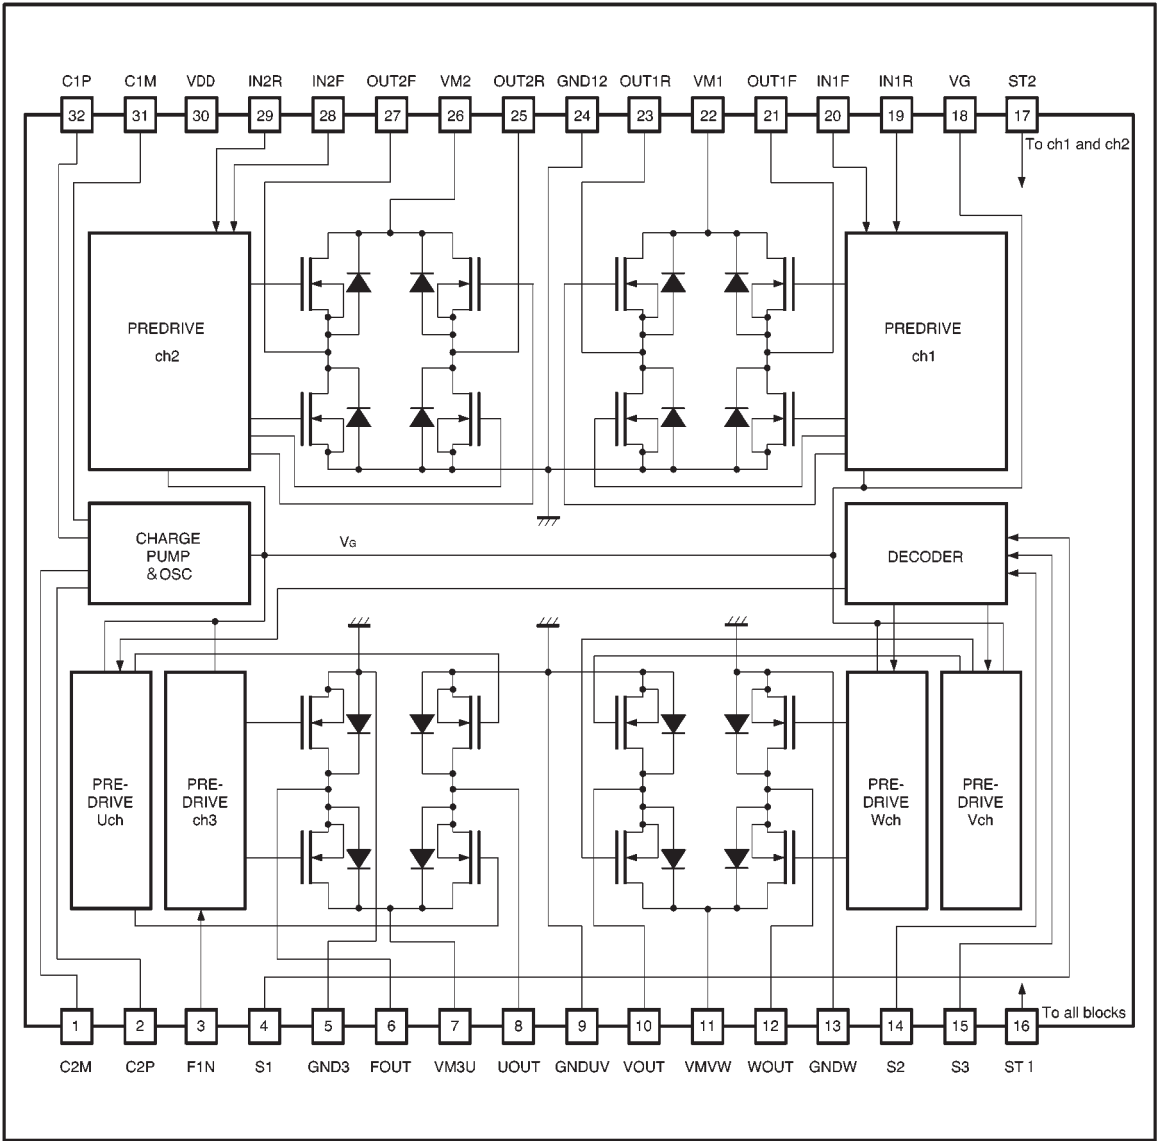 C1P C1M VDD IN2R IN2F OUT2F VM2 OUT2R GND12 OUT1R VM1 OUT1F IN1F IN1R VG ST2
32 31 30 29 28 27 26 25 24 23 22 21 20 19 18 17
To ch1 and ch2
PREDRIVE
ch2
PREDRIVE
ch1
CHARGE
PUMP
& OSC
VG
DECODER
PRE-
DRIVE
Uch
PRE-
DRIVE
ch3
PRE-
DRIVE
Wch
PRE-
DRIVE
Vch
To all blocks
1 2 3 4 5 6 7 8 9 10 11 12 13 14 15 16
C2M C2P F1N S1 GND3 FOUT VM3U UOUT GNDUV VOUT VMVW WOUT GNDW S2 S3 ST1